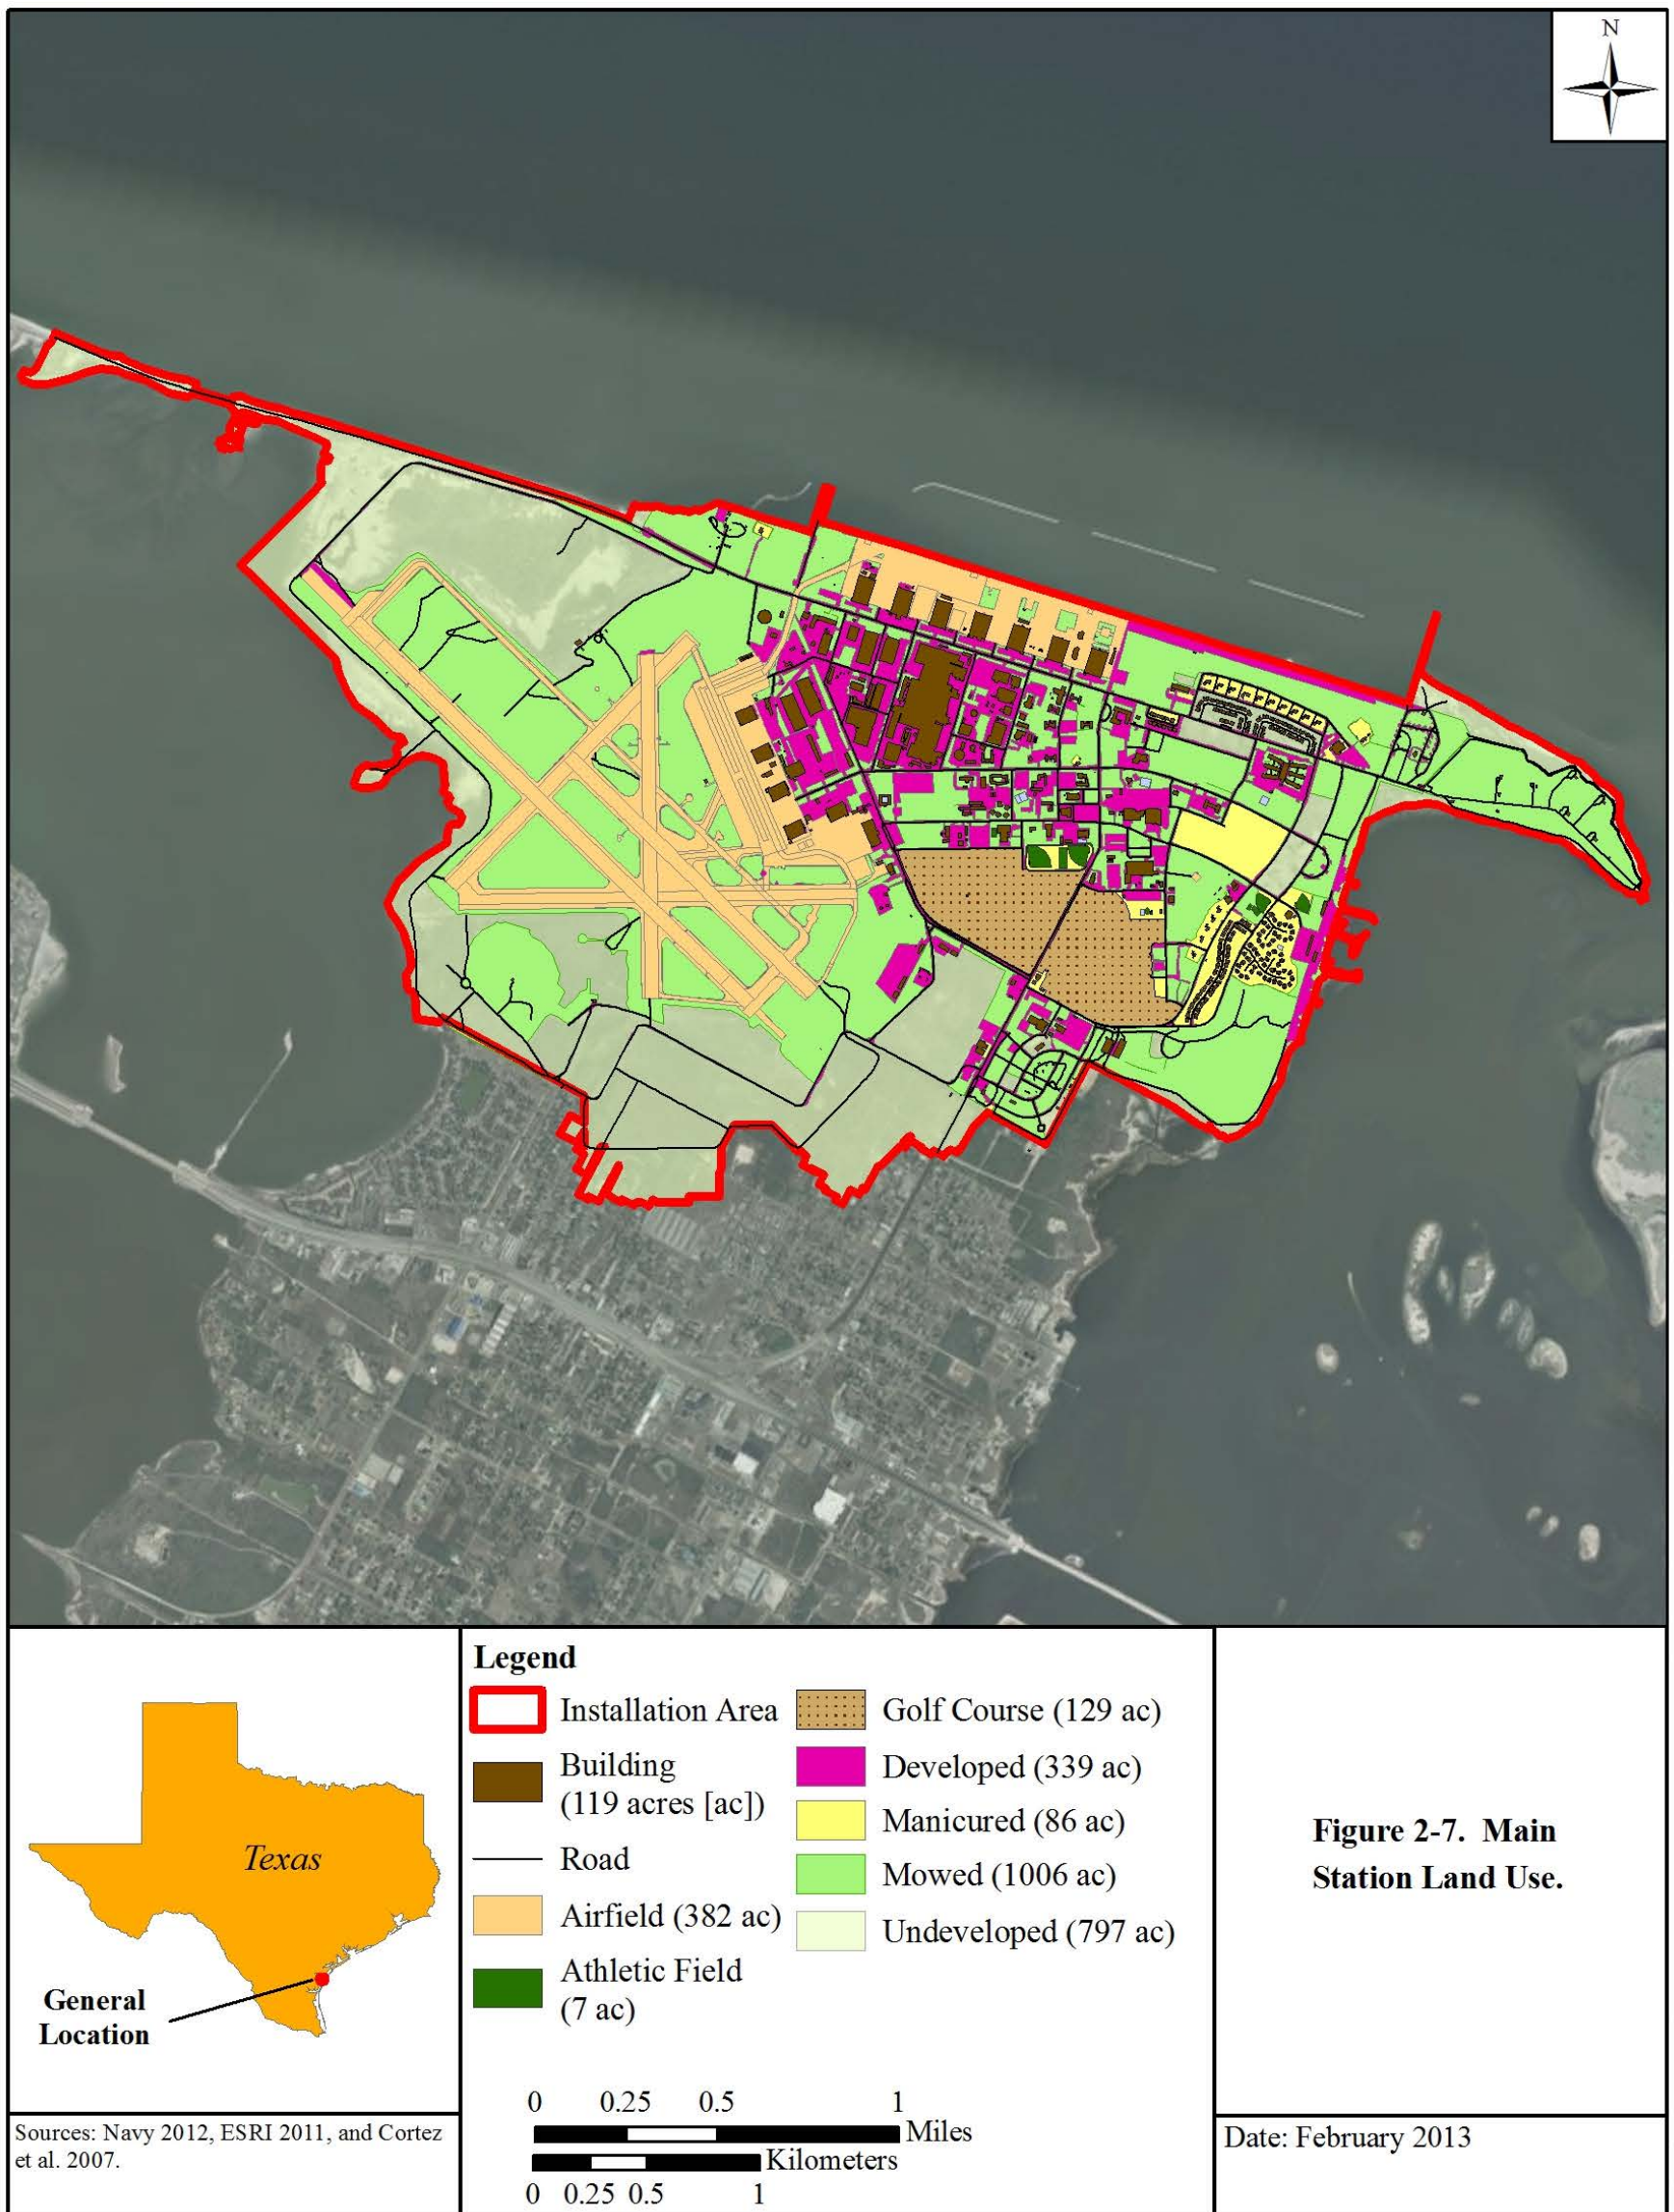 N
Texas
General
Location
Sources: Navy 2012, ESRI 2011, and Cortez
et al. 2007.
Legend
Installation Area
Building
(119 acres [ac])
Road
Airfield (382 ac)
Athletic Field
(7 ac)
Golf Course (129 ac)
Developed (339 ac)
Manicured (86 ac)
Mowed (1006 ac)
Undeveloped (797 ac)
0 0.25 0.5 1
Miles
Kilometers
0 0.25 0.5 1
Figure 2-7. Main
Station Land Use.
Date: February 2013